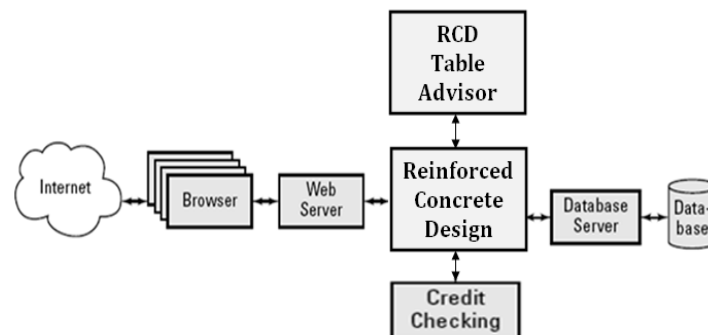 RCD
Table
Advisor
Internet
Browser
Web
Server
Reinforced
Concrete
Design
Database
Server
Data-
base
Credit
Checking